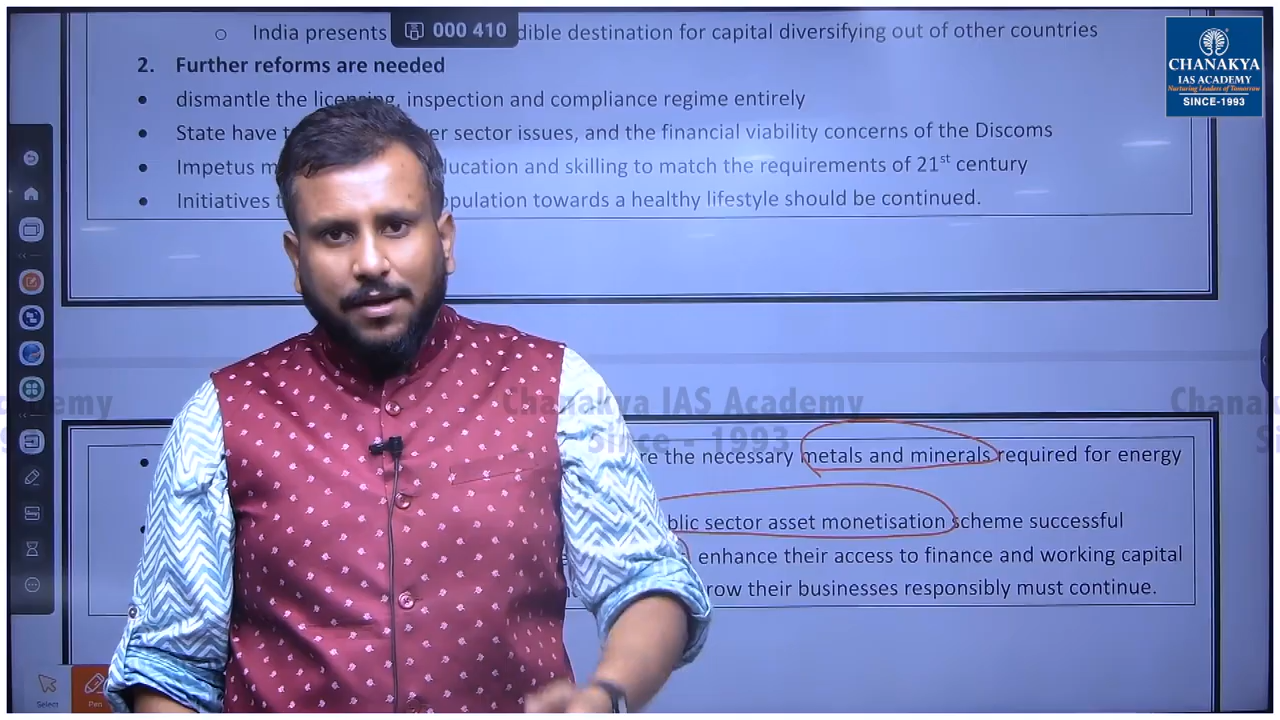 India presents
000 410
dible destination for capital diversifying out of other countries
2. Further reforms are needed
• dismantle the licensing, inspection and compliance regime entirely
• State have t
er sector issues, and the financial viability concerns of the Discoms
• Impetus m
ucation and skilling to match the requirements of 21st century
• Initiatives t
opulation towards a healthy lifestyle should be continued.
CHANAKYA
IAS ACADEMY
Nurturing Leaders of Tomorrow
SINCE-1993
emy
Chanakya IAS Academy
Chanak
Since - 1993
re the necessary metals and minerals required for energy
blic sector asset monetisation scheme successful
enhance their access to finance and working capital
row their businesses responsibly must continue.
Select
Pen